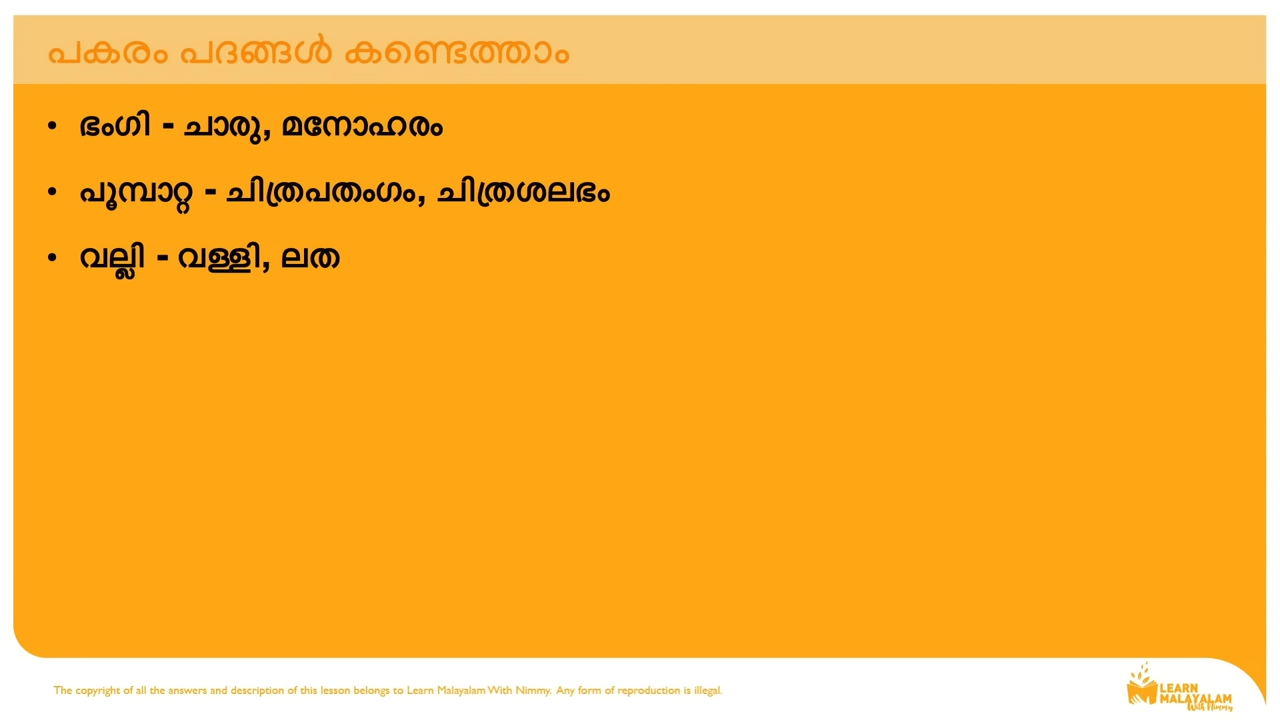 പകരം പദങ്ങൾ കണ്ടെത്താം
• ഭംഗി - ചാരു, മനോഹരം
• പൂമ്പാറ്റ - ചിത്രപതംഗം, ചിത്രശലഭം
• വല്ലി - വള്ളി, ലത
The copyright of all the answers and description of this lesson belongs to Learn Malayalam With Nimmy. Any form of reproduction is illegal.
LEARN
MALAYALAM
With Nimmy